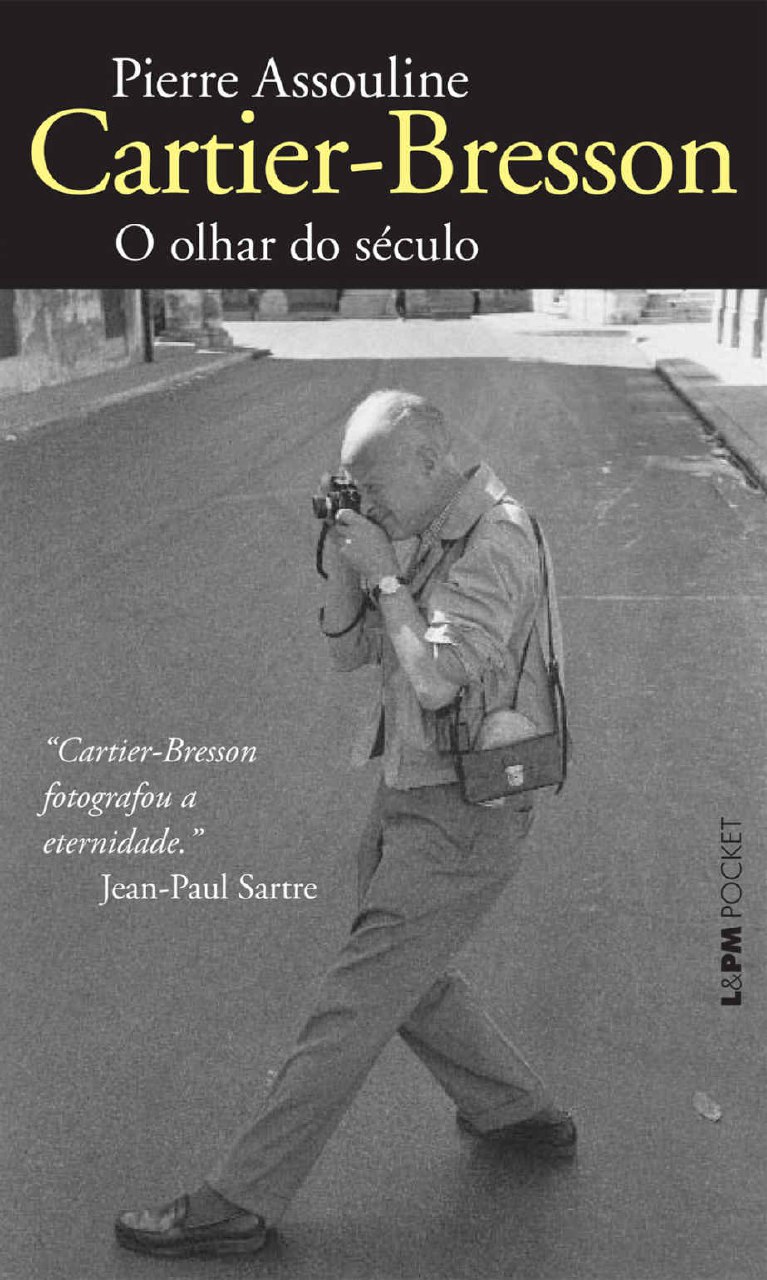 Pierre Assouline
Cartier-Bresson
O olhar do século
“Cartier-Bresson
fotografou a
eternidade.”
Jean-Paul Sartre
L&PM POCKET